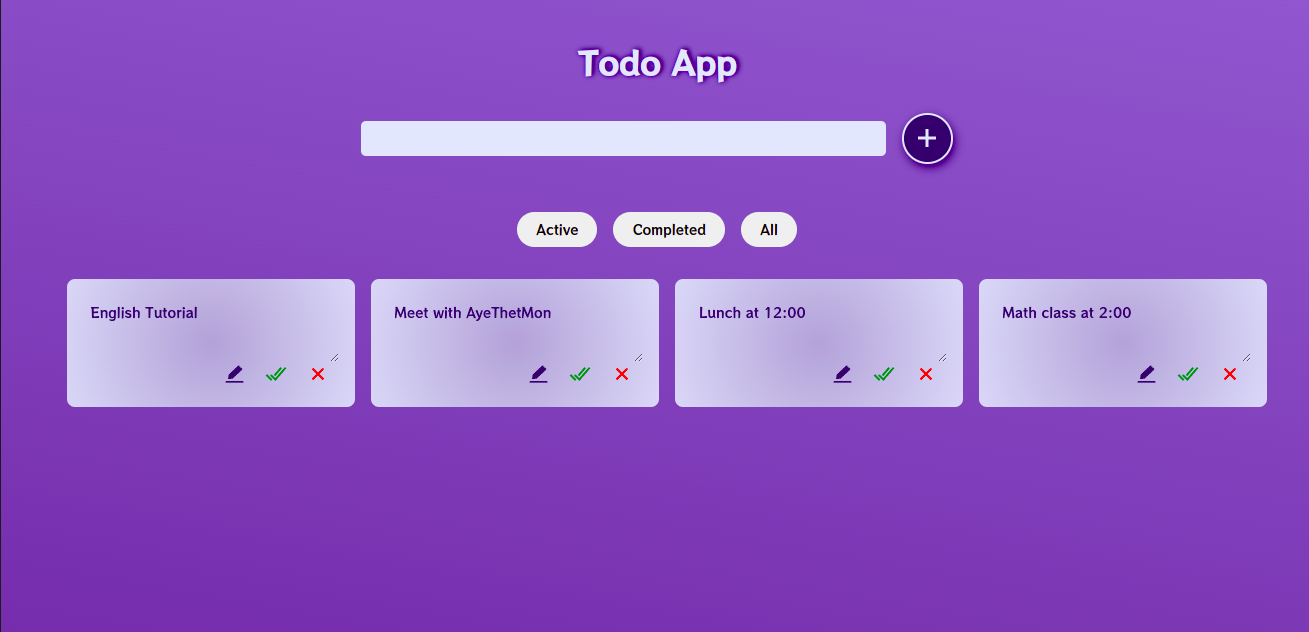 Todo App
+
Active
Completed
All
English Tutorial
Meet with AyeThetMon
Lunch at 12:00
Math class at 2:00